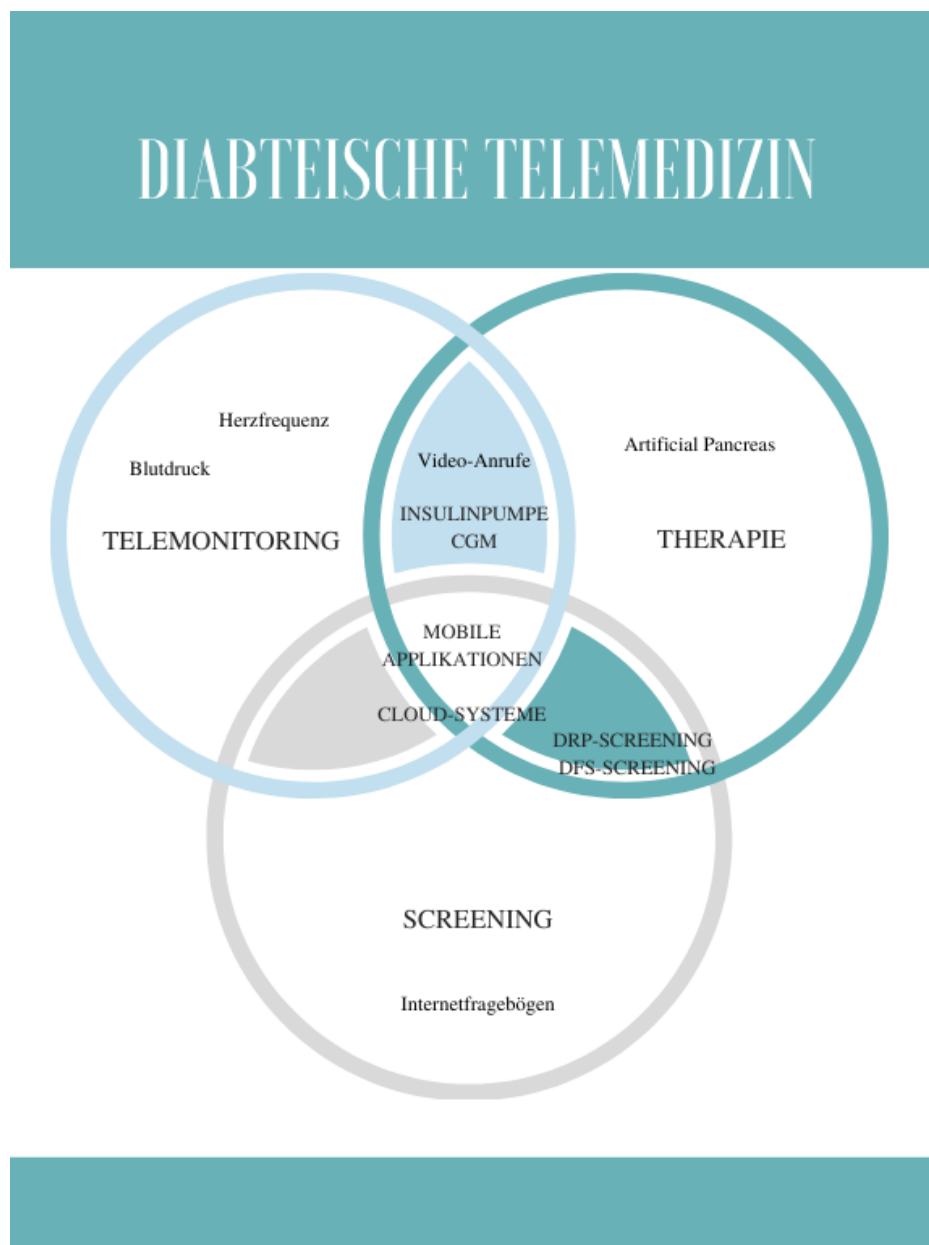 DIABTEISCHE TELEMEDIZIN
Herzfrequenz
Blutdruck
TELEMONITORING
Video-Anrufe
INSULINPUMPE
CGM
Artificial Pancreas
THERAPIE
MOBILE
APPLIKATIONEN
CLOUD-SYSTEME
DRP-SCREENING
DFS-SCREENING
SCREENING
Internetfragebögen